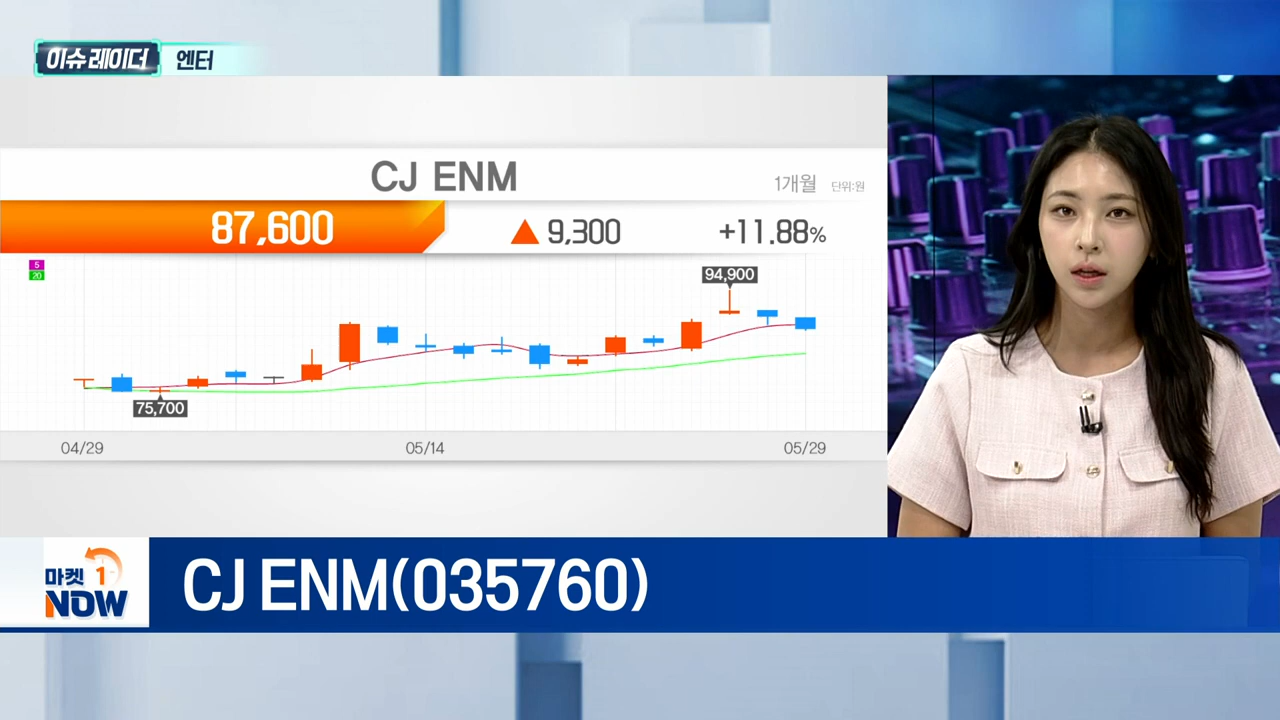 이슈레이더 엔터
CJ ENM
1개월 단위:원
87,600 ▲ 9,300 +11.88%
5
20
94,900
75,700
04/29 05/14 05/29
마켓 1
NOW
CJ ENM(035760)